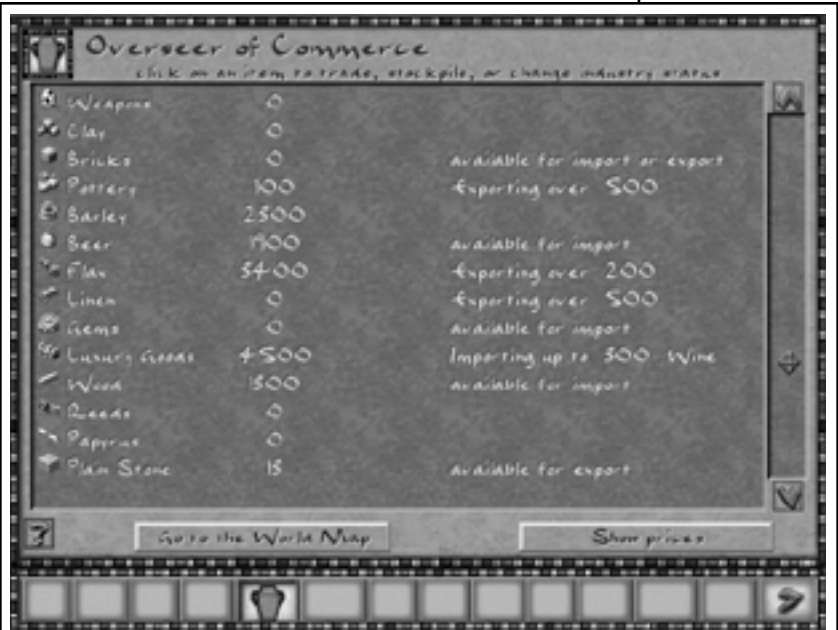 Overseer of Commerce
click on an item to trade, stockpile, or change industry status
Weapons 0
Clay 0
Bricks 0 available for import or export
Pottery 100 Exporting over 500
Barley 2500
Beer 1900 available for import
Flax 3400 Exporting over 200
Linen 0 Exporting over 500
Gems 0 available for import
Luxury Goods 4500 Importing up to 300 Wine
Wood 1300 available for import
Reeds 0
Papyrus 0
Plain Stone 18 available for export
? Go to the World Map Show prices